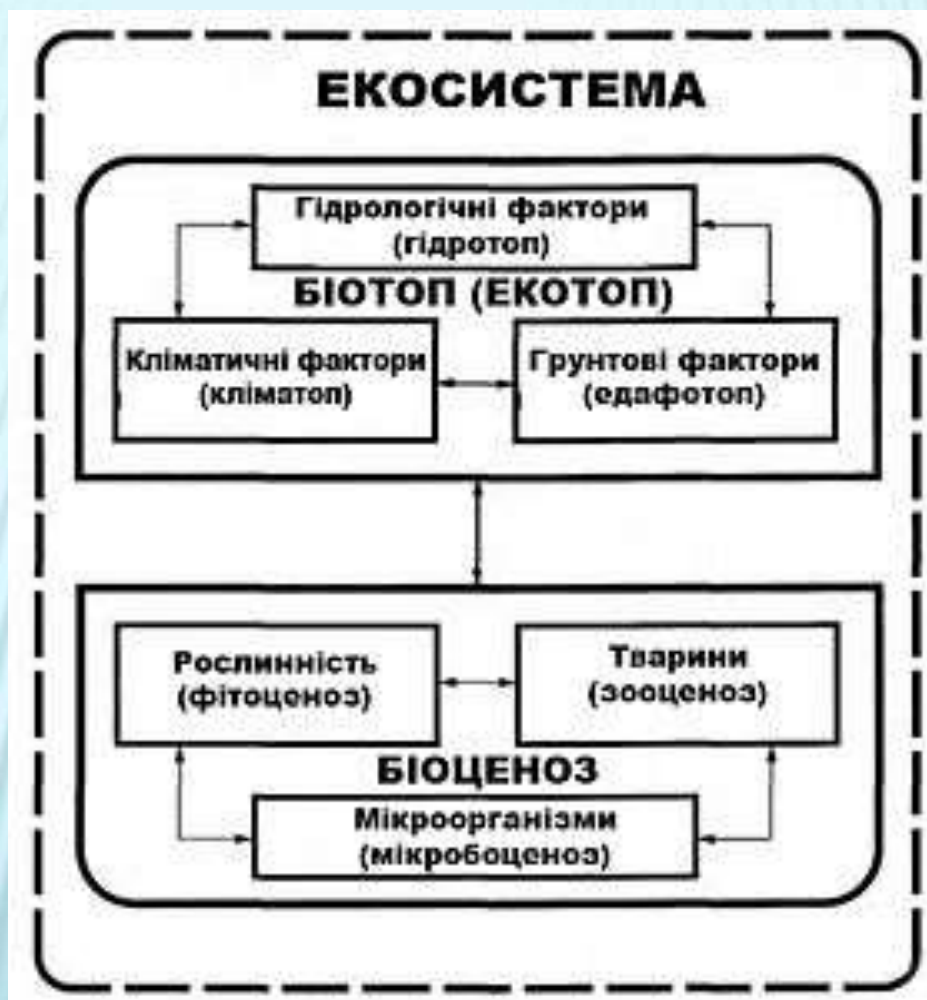 ЕКОСИСТЕМА
Гідрологічні фактори
(гідротоп)
БІОТОП (ЕКОТОП)
Кліматичні фактори
(кліматоп)
Грунтові фактори
(едафотоп)
Рослинність
(фітоценоз)
Тварини
(зооценоз)
БІОЦЕНОЗ
Мікроорганізми
(мікробоценоз)